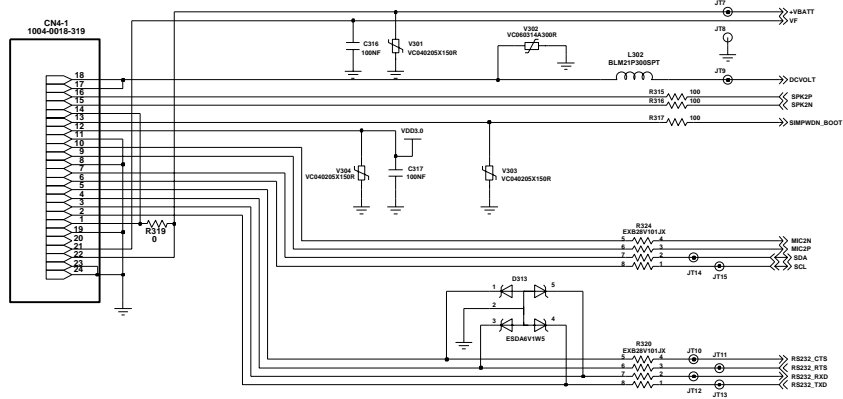 CN4-1
1004-0018-319
18
17
16
15
14
13
12
11
10
9
8
7
6
5
4
3
2
1
19
20
21
22
23
24
R319
0
C316
100NF
V301
VC040205X150R
V302
VC060314A300R
L302
BLM21P300SPT
JT7
+VBATT
VF
JT8
JT9
DCVOLT
R315 100 SPK2P
R316 100 SPK2N
R317 100 SIMPWDN_BOOT
VDD3.0
V304
VC040205X150R
C317
100NF
V303
VC040205X150R
R324
EXB28V101JX
5 4 MIC2N
6 3 MIC2P
7 2 SDA
8 1 SCL
JT14
JT15
D313
1 5
2
3 4
ESDA6V1W5
R320
EXB28V101JX
JT10
JT11
5 4 RS232_CTS
6 3 RS232_RTS
7 2 RS232_RXD
8 1 RS232_TXD
JT12
JT13